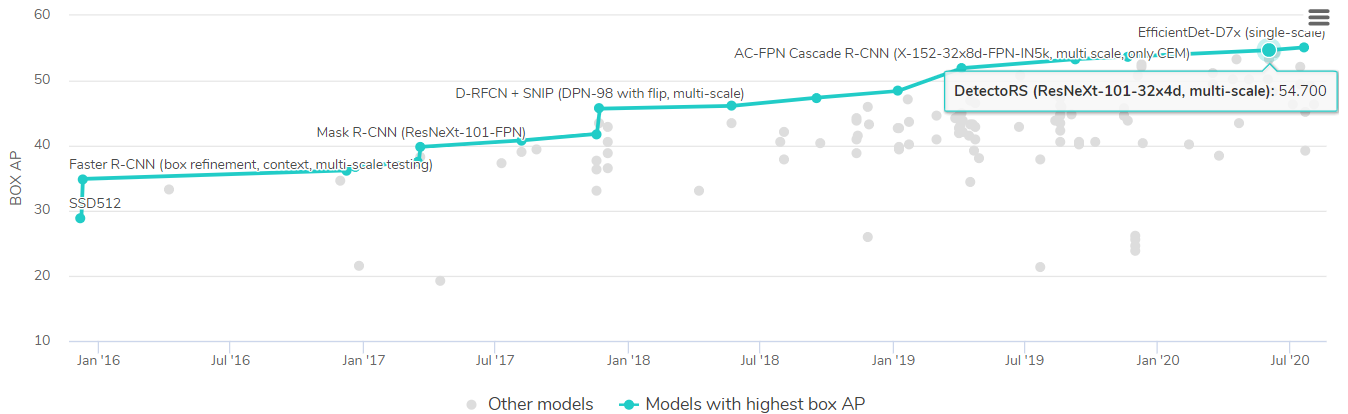 60
EfficientDet-D7x (single-scale)
AC-FPN Cascade R-CNN (X-152-32x8d-FPN-IN5k, multi scale, only CEM)
50
DetectoRS (ResNeXt-101-32x4d, multi-scale): 54.700
D-RFCN + SNIP (DPN-98 with flip, multi-scale)
Mask R-CNN (ResNeXt-101-FPN)
40
Faster R-CNN (box refinement, context, multi-scale testing)
BOX AP
SSD512
30
20
10
Jan '16
Jul '16
Jan '17
Jul '17
Jan '18
Jul '18
Jan '19
Jul '19
Jan '20
Jul '20
Other models
Models with highest box AP